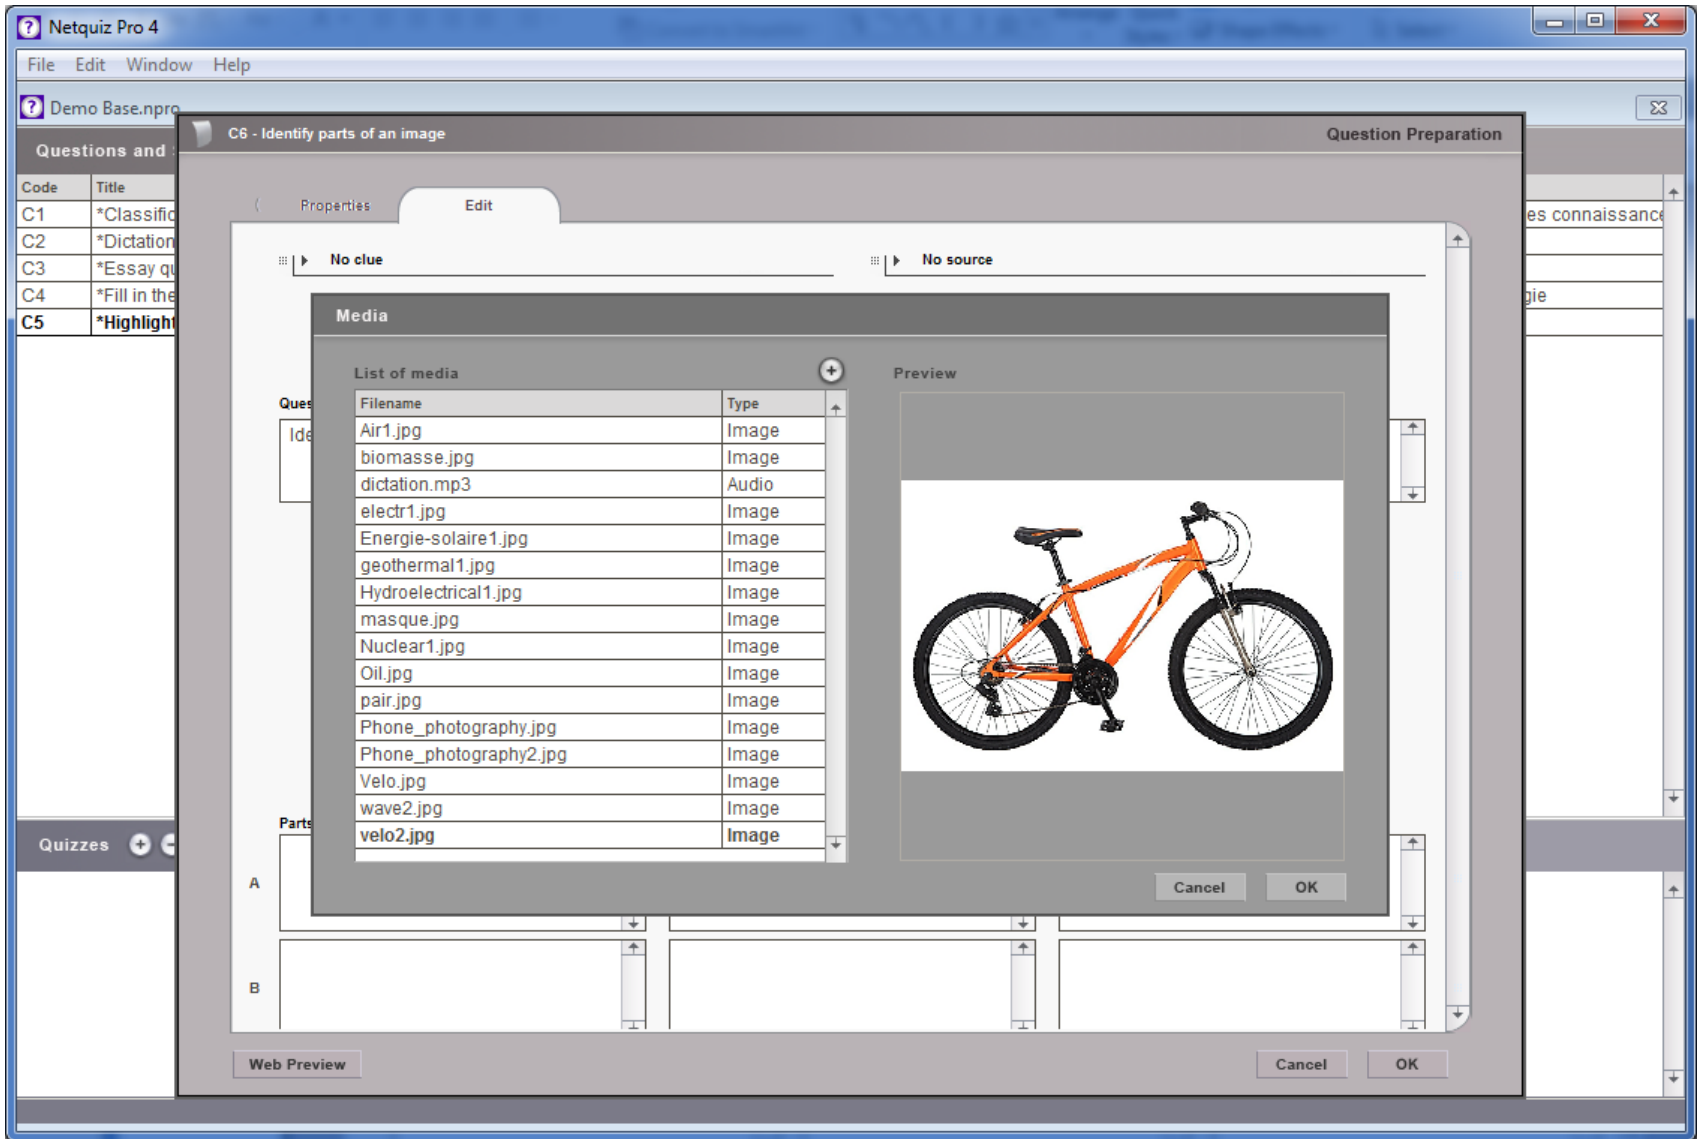 Netquiz Pro 4
File Edit Window Help
Demo Base.npro
C6 - Identify parts of an image Question Preparation
Questions and
Code Title
Properties Edit
C1 *Classific es connaissance
C2 *Dictation
C3 *Essay qu
C4 *Fill in the gie
C5 *Highlight
No clue No source
Media
List of media Preview
Ques
Ide
Filename Type
Air1.jpg Image
biomasse.jpg Image
dictation.mp3 Audio
electr1.jpg Image
Energie-solaire1.jpg Image
geothermal1.jpg Image
Hydroelectrical1.jpg Image
masque.jpg Image
Nuclear1.jpg Image
Oil.jpg Image
pair.jpg Image
Phone_photography.jpg Image
Phone_photography2.jpg Image
Velo.jpg Image
wave2.jpg Image
velo2.jpg Image
Cancel OK
Parts
Quizzes
A
B
Web Preview Cancel OK